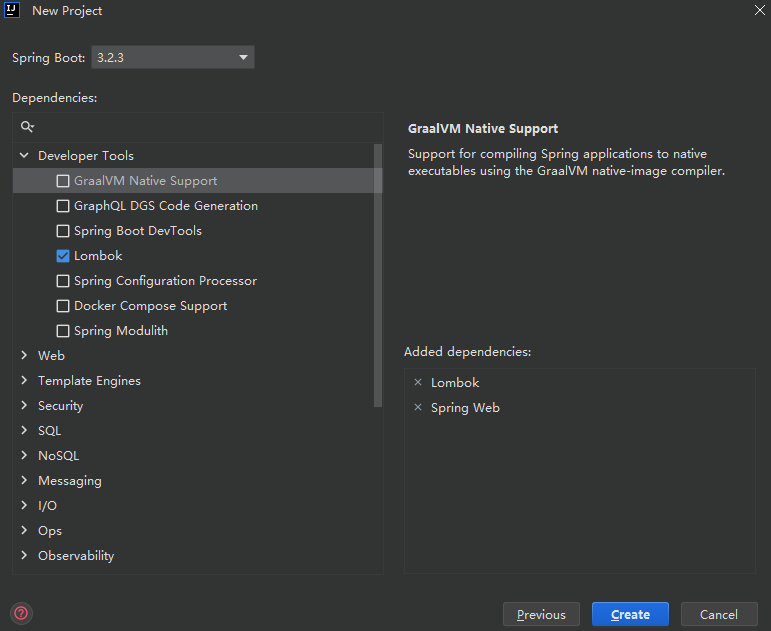 IJ New Project
Spring Boot: 3.2.3
Dependencies:
Developer Tools
GraalVM Native Support
GraphQL DGS Code Generation
Spring Boot DevTools
Lombok
Spring Configuration Processor
Docker Compose Support
Spring Modulith
Web
Template Engines
Security
SQL
NoSQL
Messaging
I/O
Ops
Observability
GraalVM Native Support
Support for compiling Spring applications to native
executables using the GraalVM native-image compiler.
Added dependencies:
Lombok
Spring Web
? Previous Create Cancel